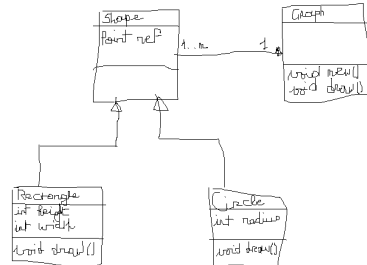 Shape
Point ref
1..n
1
Graph
void new()
void draw()
Rectangle
int height
int width
void draw()
Circle
int radius
void draw()